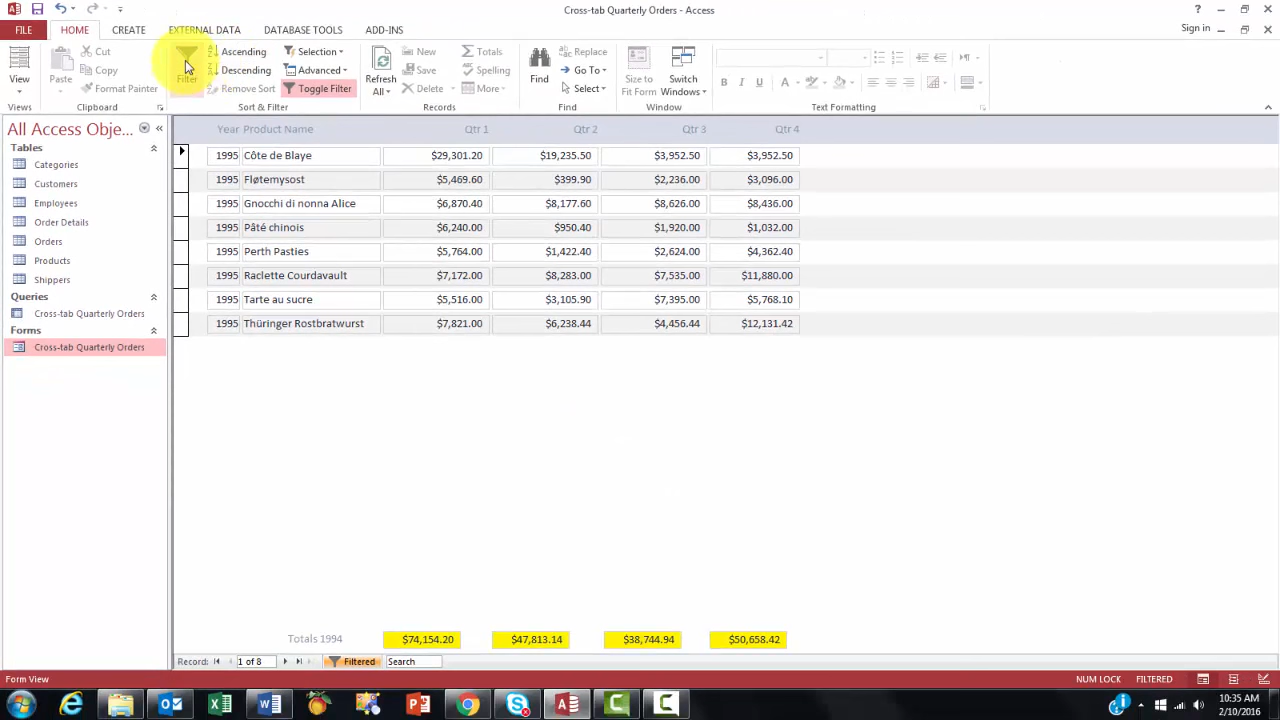 Cross-tab Quarterly Orders - Access
FILE HOME CREATE EXTERNAL DATA DATABASE TOOLS ADD-INS Sign in
View
Views
Paste
Cut
Copy
Format Painter
Clipboard
Filter
Ascending
Descending
Remove Sort
Selection
Advanced
Toggle Filter
Sort & Filter
Refresh All
New
Save
Delete
Totals
Spelling
More
Records
Find
Replace
Go To
Select
Find
Size to Fit Form
Switch Windows
Window
B I U A
Text Formatting
All Access Obje...
Tables
Categories
Customers
Employees
Order Details
Orders
Products
Shippers
Queries
Cross-tab Quarterly Orders
Forms
Cross-tab Quarterly Orders
Year Product Name Qtr 1 Qtr 2 Qtr 3 Qtr 4
1995 Côte de Blaye $29,301.20 $19,235.50 $3,952.50 $3,952.50
1995 Fløtemysost $5,469.60 $399.90 $2,236.00 $3,096.00
1995 Gnocchi di nonna Alice $6,870.40 $8,177.60 $8,626.00 $8,436.00
1995 Pâté chinois $6,240.00 $950.40 $1,920.00 $1,032.00
1995 Perth Pasties $5,764.00 $1,422.40 $2,624.00 $4,362.40
1995 Raclette Courdavault $7,172.00 $8,283.00 $7,535.00 $11,880.00
1995 Tarte au sucre $5,516.00 $3,105.90 $7,395.00 $5,768.10
1995 Thüringer Rostbratwurst $7,821.00 $6,238.44 $4,456.44 $12,131.42
Totals 1994 $74,154.20 $47,813.14 $38,744.94 $50,658.42
Record: 1 of 8 Filtered Search
Form View NUM LOCK FILTERED
10:35 AM
2/10/2016